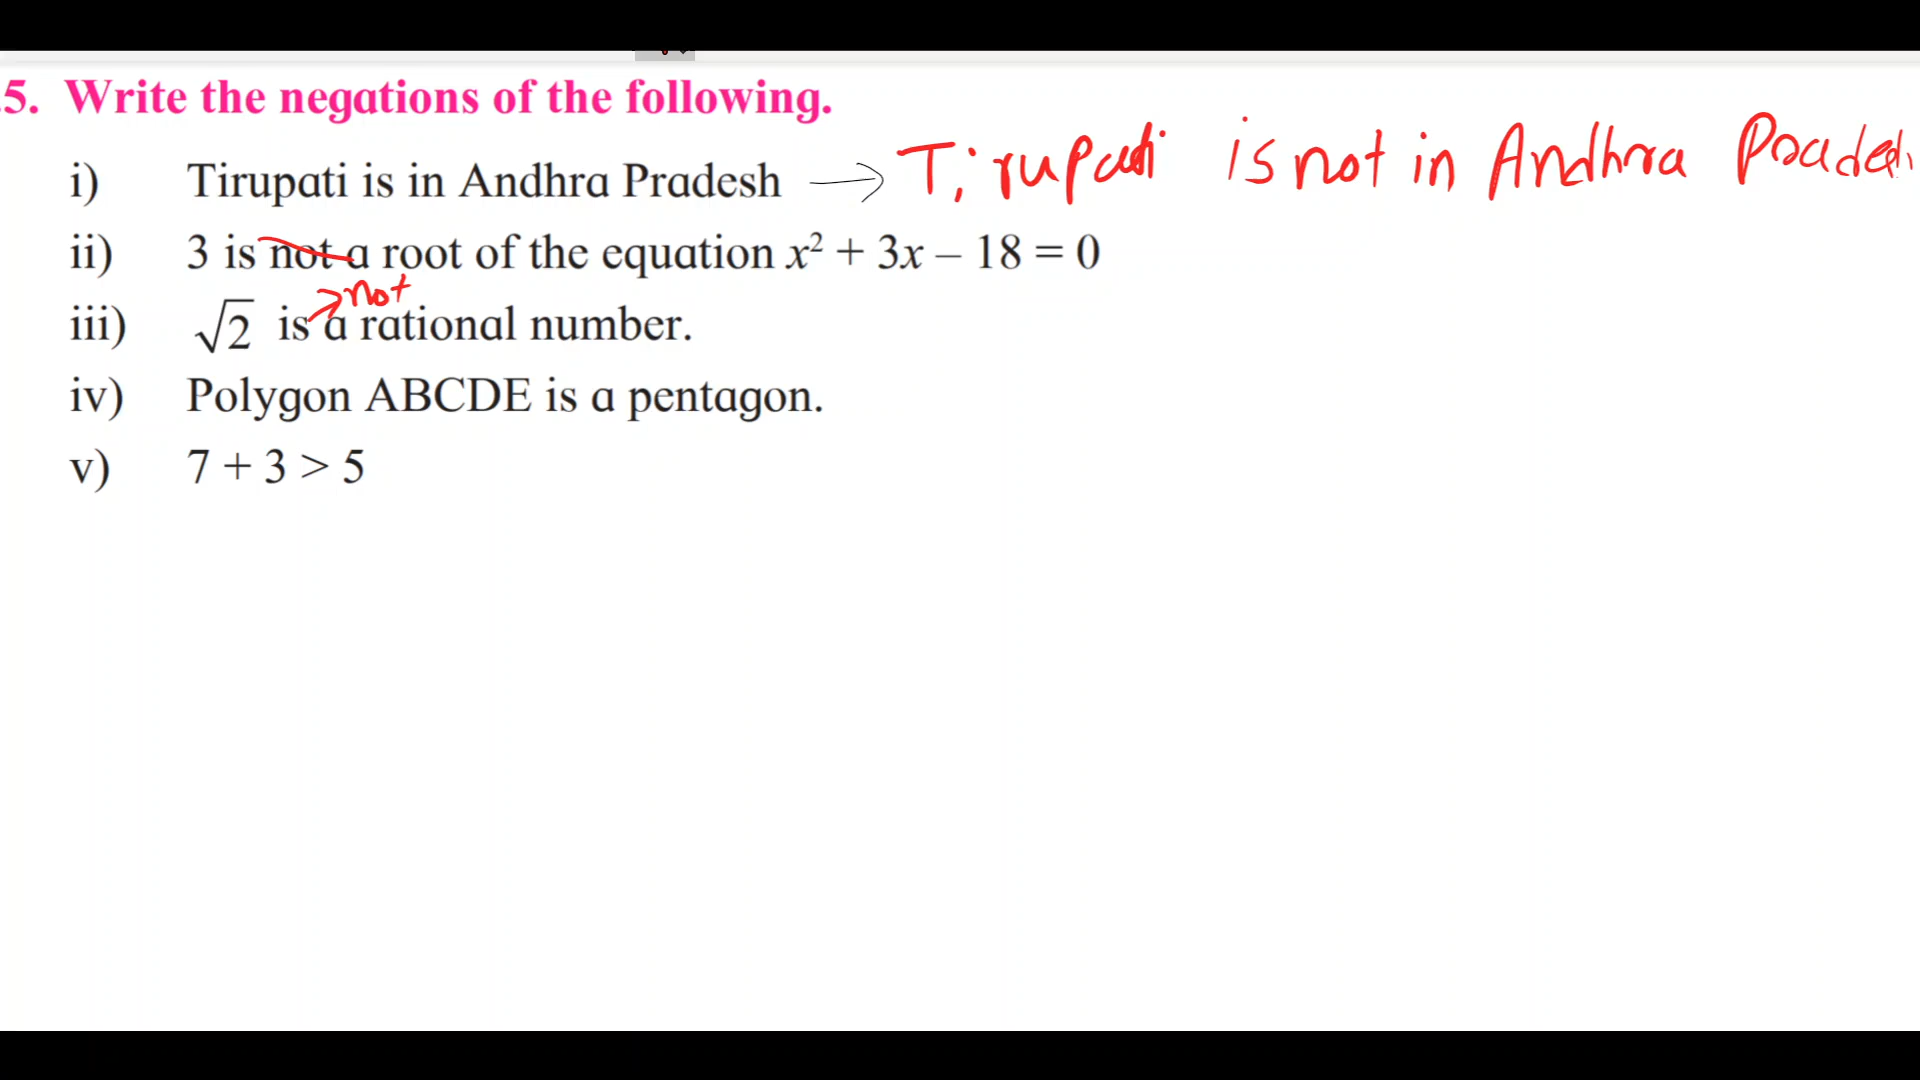 5. Write the negations of the following.
i) Tirupati is in Andhra Pradesh → Tirupati is not in Andhra
ii) 3 is not a root of the equation x² + 3x – 18 = 0
not
iii) √2 is a rational number.
iv) Polygon ABCDE is a pentagon.
v) 7 + 3 > 5